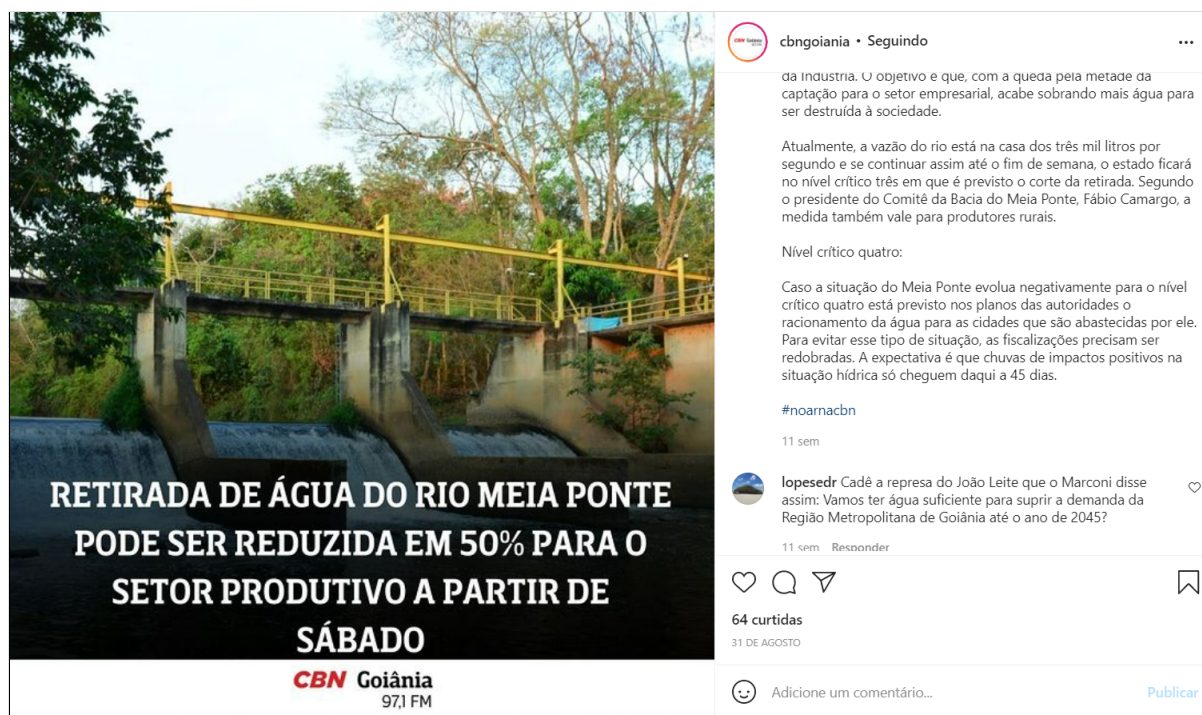 RETIRADA DE ÁGUA DO RIO MEIA PONTE
PODE SER REDUZIDA EM 50% PARA O
SETOR PRODUTIVO A PARTIR DE
SÁBADO
CBN Goiânia
97,1 FM
cbngoiania • Seguindo
da Indústria. O objetivo é que, com a queda pela metade da
captação para o setor empresarial, acabe sobrando mais água para
ser destruída à sociedade.
Atualmente, a vazão do rio está na casa dos três mil litros por
segundo e se continuar assim até o fim de semana, o estado ficará
no nível crítico três em que é previsto o corte da retirada. Segundo
o presidente do Comitê da Bacia do Meia Ponte, Fábio Camargo, a
medida também vale para produtores rurais.
Nível crítico quatro:
Caso a situação do Meia Ponte evolua negativamente para o nível
crítico quatro está previsto nos planos das autoridades o
racionamento da água para as cidades que são abastecidas por ele.
Para evitar esse tipo de situação, as fiscalizações precisam ser
redobradas. A expectativa é que chuvas de impactos positivos na
situação hídrica só cheguem daqui a 45 dias.
#noarnacbn
11 sem
lopesedr Cadê a represa do João Leite que o Marconi disse
assim: Vamos ter água suficiente para suprir a demanda da
Região Metropolitana de Goiânia até o ano de 2045?
11 sem Responder
64 curtidas
31 DE AGOSTO
Adicione um comentário... Publicar